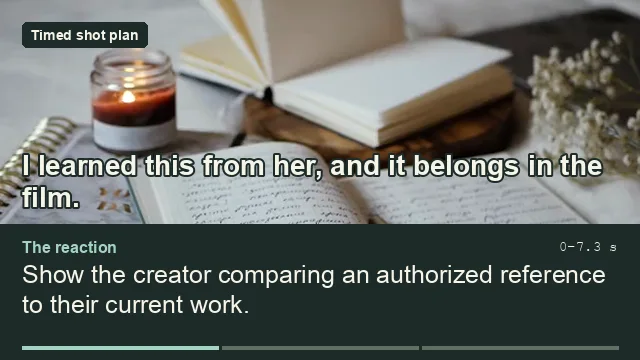 Timed shot plan
I learned this from her, and it belongs in the
film.
The reaction
0–7.3 s
Show the creator comparing an authorized reference
to their current work.